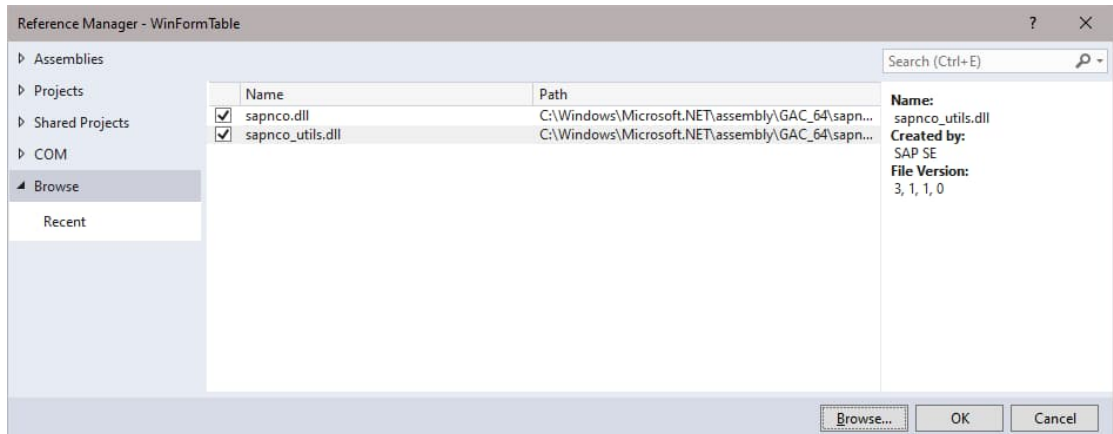 Reference Manager - WinFormTable
? ×
Assemblies
Projects
Shared Projects
COM
Browse
Recent
Name Path
sapnco.dll C:\Windows\Microsoft.NET\assembly\GAC_64\sapn...
sapnco_utils.dll C:\Windows\Microsoft.NET\assembly\GAC_64\sapn...
Search (Ctrl+E)
Name:
sapnco_utils.dll
Created by:
SAP SE
File Version:
3, 1, 1, 0
Browse... OK Cancel